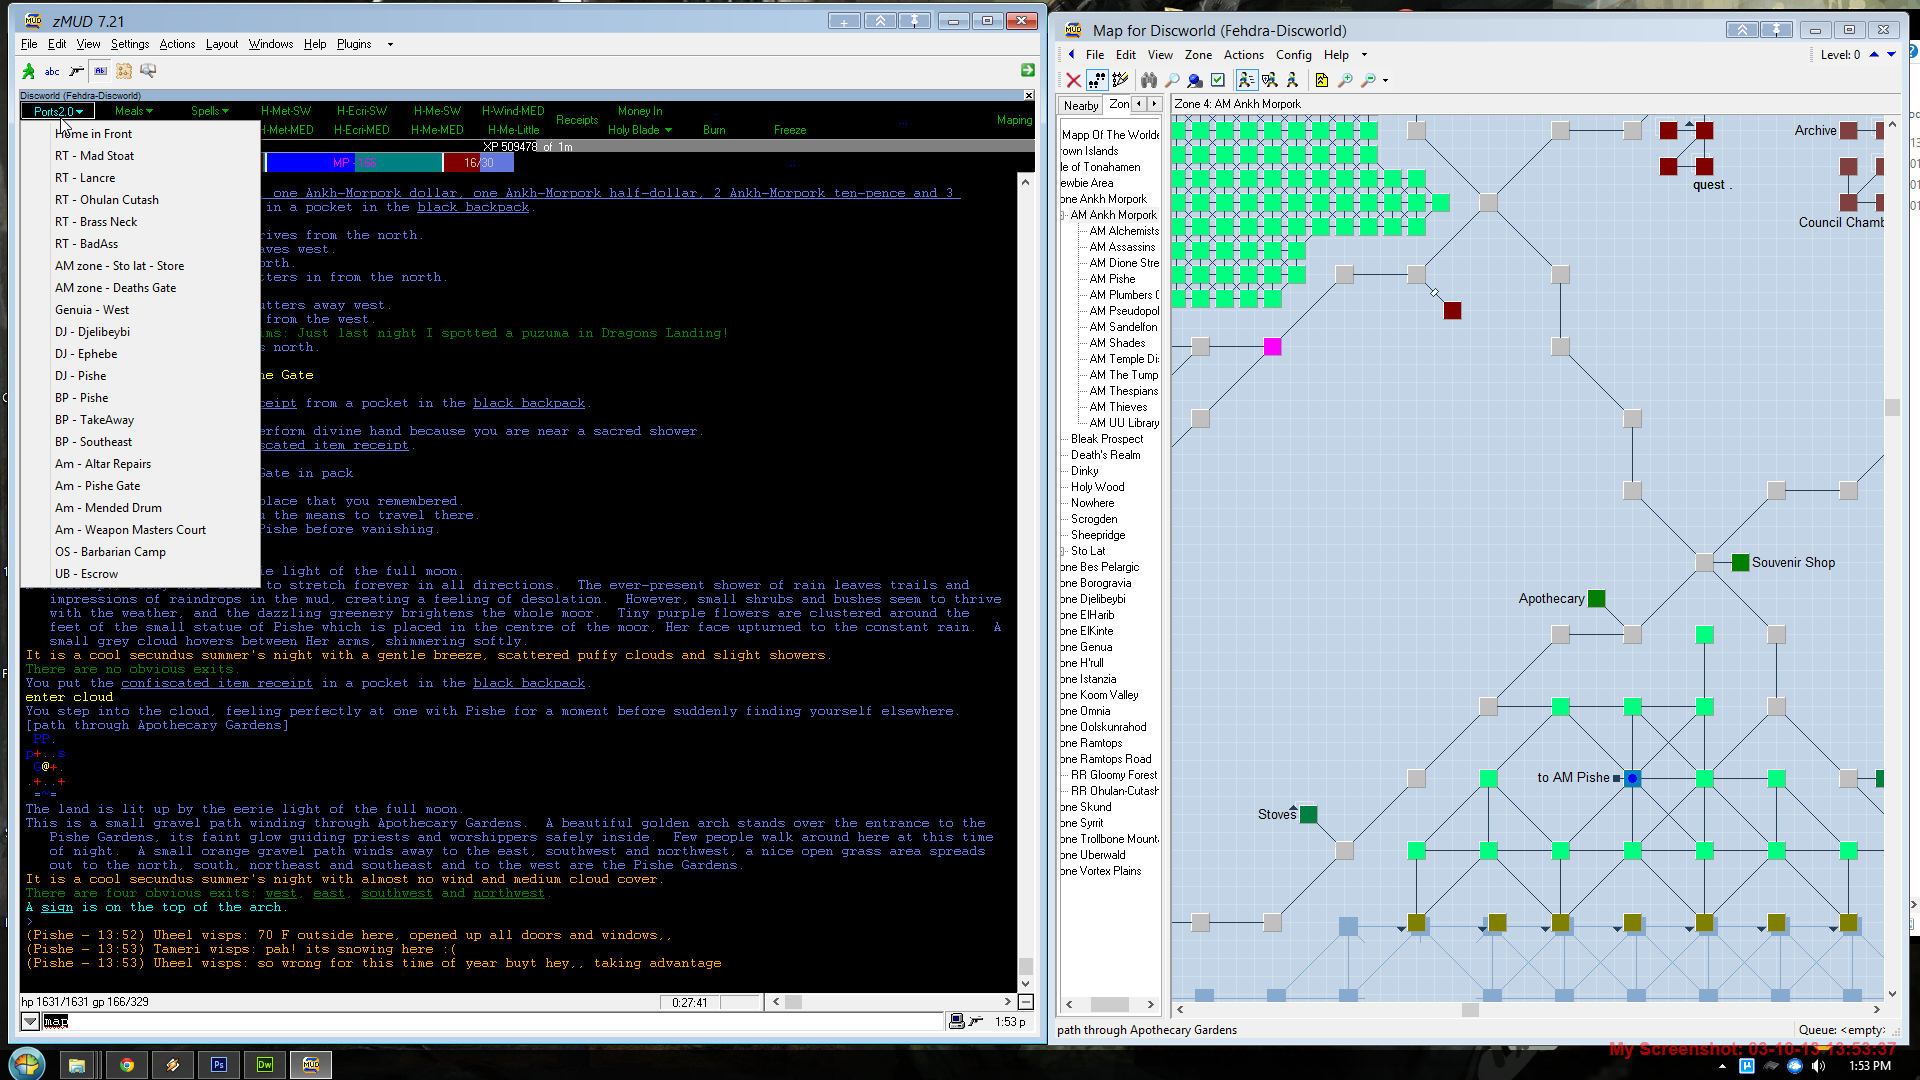 zMUD 7.21
File Edit View Settings Actions Layout Windows Help Plugins
abc
Discworld (Fehdra-Discworld)
Ports2.0 Meals Spells H-Met-SW H-Ecri-SW H-Me-SW H-Wind-MED Money In
H-Met-MED H-Ecri-MED H-Me-MED H-Me-Little Receipts Holy Blade Burn Freeze Maping
XP 509478 of 1m
MP - 166 16/30
Home in Front
RT - Mad Stoat
RT - Lancre
RT - Ohulan Cutash
RT - Brass Neck
RT - BadAss
AM zone - Sto lat - Store
AM zone - Deaths Gate
Genuia - West
DJ - Djelibeybi
DJ - Ephebe
DJ - Pishe
BP - Pishe
BP - TakeAway
BP - Southeast
Am - Altar Repairs
Am - Pishe Gate
Am - Mended Drum
Am - Weapon Masters Court
OS - Barbarian Camp
UB - Escrow
one Ankh-Morpork dollar, one Ankh-Morpork half-dollar, 2 Ankh-Morpork ten-pence and 3
in a pocket in the black backpack.
rives from the north.
aves west.
orth.
tters in from the north.
utters away west.
from the west.
ms: Just last night I spotted a puzuma in Dragons Landing!
s north.
he Gate
ceipt from a pocket in the black backpack.
erform divine hand because you are near a sacred shower.
scated item receipt.
Gate in pack
place that you remembered.
h the means to travel there.
Pishe before vanishing.
ie light of the full moon.
to stretch forever in all directions. The ever-present shower of rain leaves trails and
impressions of raindrops in the mud, creating a feeling of desolation. However, small shrubs and bushes seem to thrive
with the weather, and the dazzling greenery brightens the whole moor. Tiny purple flowers are clustered around the
feet of the small statue of Pishe which is placed in the centre of the moor, Her face upturned to the constant rain. A
small grey cloud hovers between Her arms, shimmering softly.
It is a cool secundus summer's night with a gentle breeze, scattered puffy clouds and slight showers.
There are no obvious exits.
You put the confiscated item receipt in a pocket in the black backpack.
enter cloud
You step into the cloud, feeling perfectly at one with Pishe for a moment before suddenly finding yourself elsewhere.
[path through Apothecary Gardens]
PP.
p+..s
G@+.
.+..+
=~=
The land is lit up by the eerie light of the full moon.
This is a small gravel path winding through Apothecary Gardens. A beautiful golden arch stands over the entrance to the
Pishe Gardens, its faint glow guiding priests and worshippers safely inside. Few people walk around here at this time
of night. A small orange gravel path winds away to the east, southwest and northwest, a nice open grass area spreads
out to the north, south, northeast and southeast and to the west are the Pishe Gardens.
It is a cool secundus summer's night with almost no wind and medium cloud cover.
There are four obvious exits: west, east, southwest and northwest.
A sign is on the top of the arch.
>
(Pishe – 13:52) Uheel wisps: 70 F outside here, opened up all doors and windows,,
(Pishe – 13:53) Tameri wisps: pah! its snowing here :(
(Pishe – 13:53) Uheel wisps: so wrong for this time of year buyt hey,, taking advantage
hp 1631/1631 gp 166/329 0:27:41
map 1:53 p
Map for Discworld (Fehdra-Discworld)
File Edit View Zone Actions Config Help Level: 0
Nearby Zon Zone 4: AM Ankh Morpork
Mapp Of The Worlde
rown Islands
le of Tonahamen
ewbie Area
one Ankh Morpork
AM Ankh Morpork
AM Alchemists
AM Assassins
AM Dione Stre
AM Pishe
AM Plumbers (
AM Pseudopol
AM Sandelfon
AM Shades
AM Temple Di
AM The Tump
AM Thespians
AM Thieves
AM UU Library
Bleak Prospect
Death's Realm
Dinky
Holy Wood
Nowhere
Scrogden
Sheepridge
Sto Lat
one Bes Pelargic
one Borogravia
one Djelibeybi
one ElHarib
one ElKinte
one Genua
one H'rull
one Istanzia
one Koom Valley
one Omnia
one Oolskunrahod
one Ramtops
one Ramtops Road
RR Gloomy Forest
RR Ohulan-Cutash
one Skund
one Syrrit
one Trollbone Mount
one Uberwald
one Vortex Plains
Archive
quest .
Council Chamb
Souvenir Shop
Apothecary
to AM Pishe
Stoves
path through Apothecary Gardens Queue: <empty>
My Screenshot: 03-10-13-13:53:37
Ps Dw MUD
1:53 PM